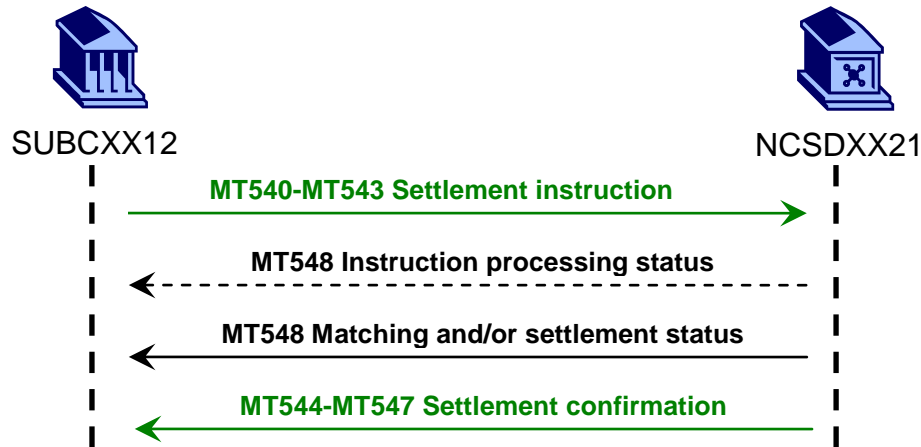 SUBCXX12
NCSDXX21
MT540-MT543 Settlement instruction
MT548 Instruction processing status
MT548 Matching and/or settlement status
MT544-MT547 Settlement confirmation